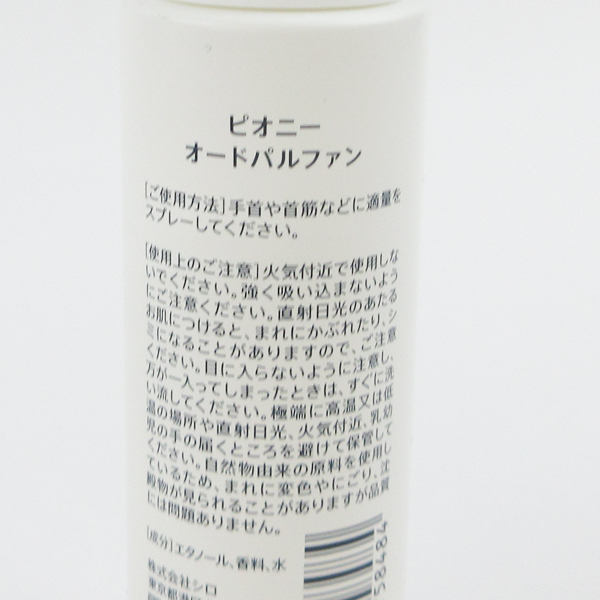 ピオニー
オードパルファン
[ご使用方法]手首や首筋などに適量を
スプレーしてください。
[使用上のご注意]火気付近で使用しな
いでください。強く吸い込まないよう
にご注意ください。直射日光のあたる
お肌につけると、まれにかぶれたり、シ
ミになることがありますので、ご注意
ください。目に入らないように注意し、
万が一入ってしまったときは、すぐに洗
い流してください。極端に高温又は低
温の場所や直射日光、火気付近、乳幼
児の手の届くところを避けて保管して
ください。自然物由来の原料を使用し
ているため、まれに変色やにごり、沈
殿物が見られることがありますが品質
には問題ありません。
[成分]エタノール、香料、水
株式会社シロ
東京都港区